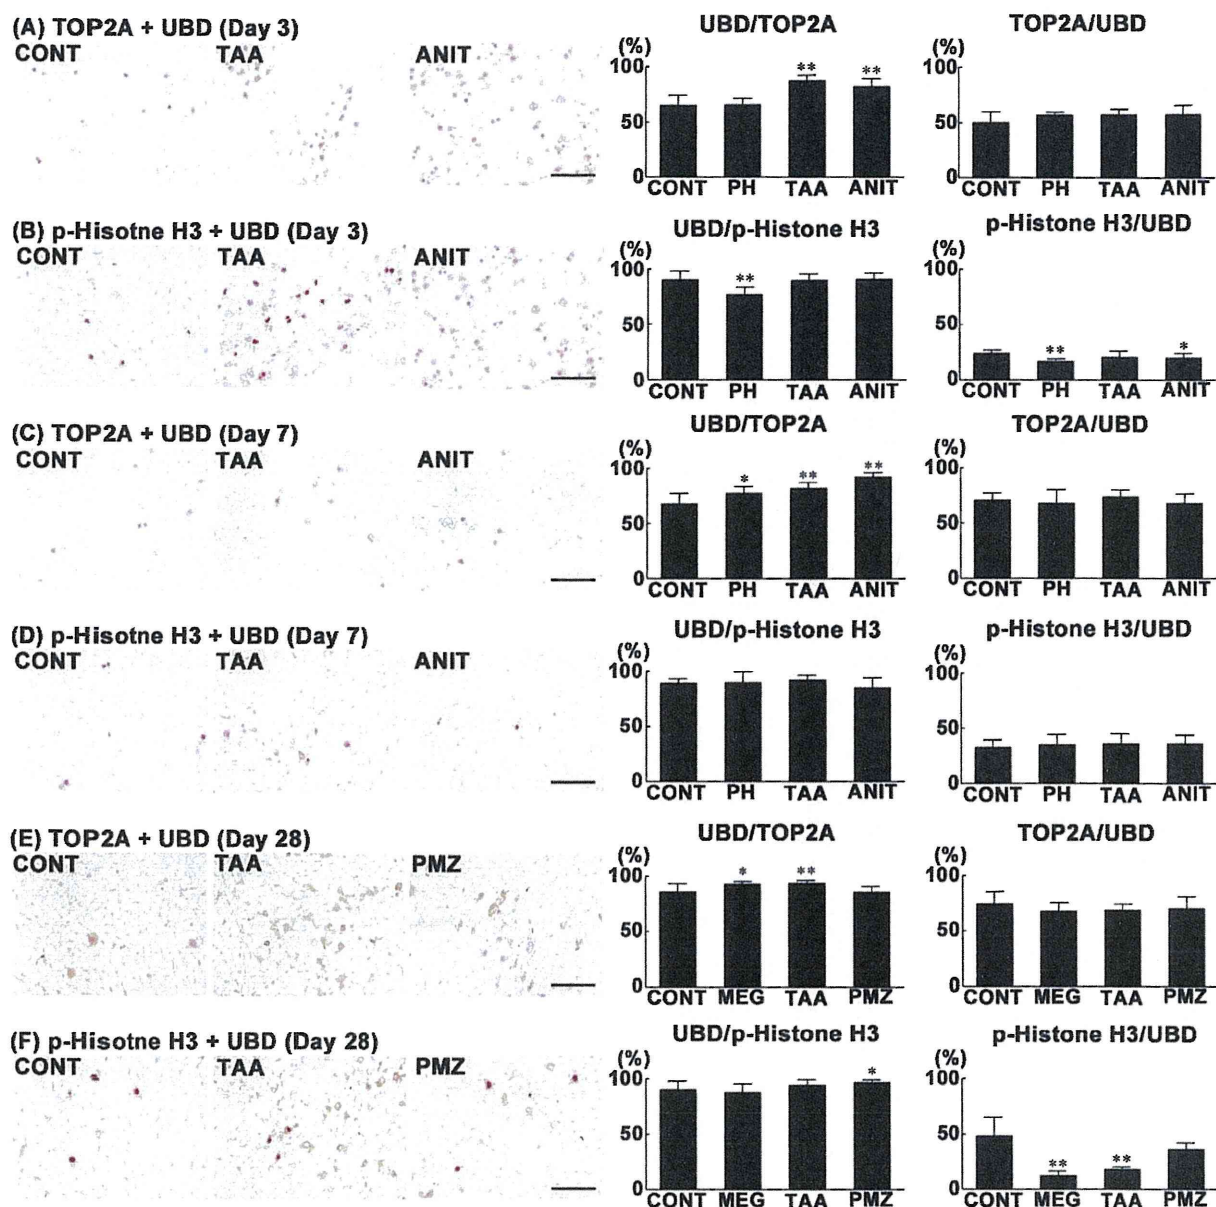 (A) TOP2A + UBD (Day 3)
CONT TAA ANIT
UBD/TOP2A
(%)
100
50
0
** **
CONT PH TAA ANIT
TOP2A/UBD
(%)
100
50
0
CONT PH TAA ANIT
(B) p-Hisotne H3 + UBD (Day 3)
CONT TAA ANIT
UBD/p-Histone H3
(%)
100
50
0
**
CONT PH TAA ANIT
p-Histone H3/UBD
(%)
100
50
0
** *
CONT PH TAA ANIT
(C) TOP2A + UBD (Day 7)
CONT TAA ANIT
UBD/TOP2A
(%)
100
50
0
* ** **
CONT PH TAA ANIT
TOP2A/UBD
(%)
100
50
0
CONT PH TAA ANIT
(D) p-Hisotne H3 + UBD (Day 7)
CONT TAA ANIT
UBD/p-Histone H3
(%)
100
50
0
CONT PH TAA ANIT
p-Histone H3/UBD
(%)
100
50
0
CONT PH TAA ANIT
(E) TOP2A + UBD (Day 28)
CONT TAA PMZ
UBD/TOP2A
(%)
100
50
0
* **
CONT MEG TAA PMZ
TOP2A/UBD
(%)
100
50
0
CONT MEG TAA PMZ
(F) p-Hisotne H3 + UBD (Day 28)
CONT TAA PMZ
UBD/p-Histone H3
(%)
100
50
0
*
CONT MEG TAA PMZ
p-Histone H3/UBD
(%)
100
50
0
** **
CONT MEG TAA PMZ